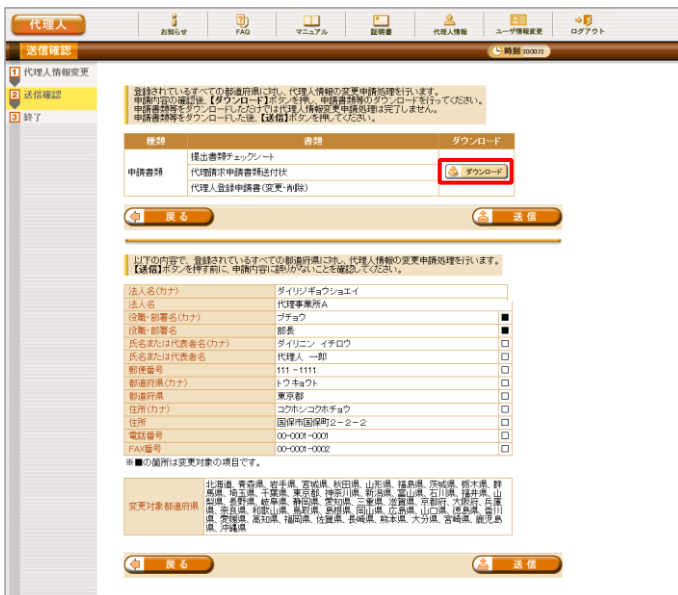 代理人
お知らせ
FAQ
マニュアル
証明書
代理人情報
ユーザ情報変更
ログアウト
送信確認
時刻 20:00:31
1 代理人情報変更
2 送信確認
3 終了
登録されているすべての都道府県に対し、代理人情報の変更申請処理を行います。
申請内容の確認後、【ダウンロード】ボタンを押し、申請書類等のダウンロードを行ってください。
申請書類等をダウンロードしただけでは代理人情報変更申請処理は完了しません。
申請書類等をダウンロードした後、【送信】ボタンを押してください。
種類 書類 ダウンロード
提出書類チェックシート
申請書類 代理請求申請書類送付状 ダウンロード
代理人登録申請書(変更・削除)
戻る 送信
以下の内容で、登録されているすべての都道府県に対し、代理人情報の変更申請処理を行います。
【送信】ボタンを押す前に、申請内容に誤りがないことを確認してください。
法人名(カナ) ダイリジギョウショエイ
法人名 代理事業所A
役職・部署名(カナ) ブチョウ ■
役職・部署名 部長 ■
氏名または代表者名(カナ) ダイリニン イチロウ □
氏名または代表者名 代理人 一郎 □
郵便番号 111-1111 □
都道府県(カナ) トウキョウト □
都道府県 東京都 □
住所(カナ) コクホシコクホチョウ □
住所 国保市国保町2-2-2 □
電話番号 00-0001-0001 □
FAX番号 00-0001-0002 □
※■の箇所は変更対象の項目です。
変更対象都道府県
北海道、青森県、岩手県、宮城県、秋田県、山形県、福島県、茨城県、栃木県、群
馬県、埼玉県、千葉県、東京都、神奈川県、新潟県、富山県、石川県、福井県、山
梨県、長野県、岐阜県、静岡県、愛知県、三重県、滋賀県、京都府、大阪府、兵庫
県、奈良県、和歌山県、鳥取県、島根県、岡山県、広島県、山口県、徳島県、香川
県、愛媛県、高知県、福岡県、佐賀県、長崎県、熊本県、大分県、宮崎県、鹿児島
県、沖縄県
戻る 送信